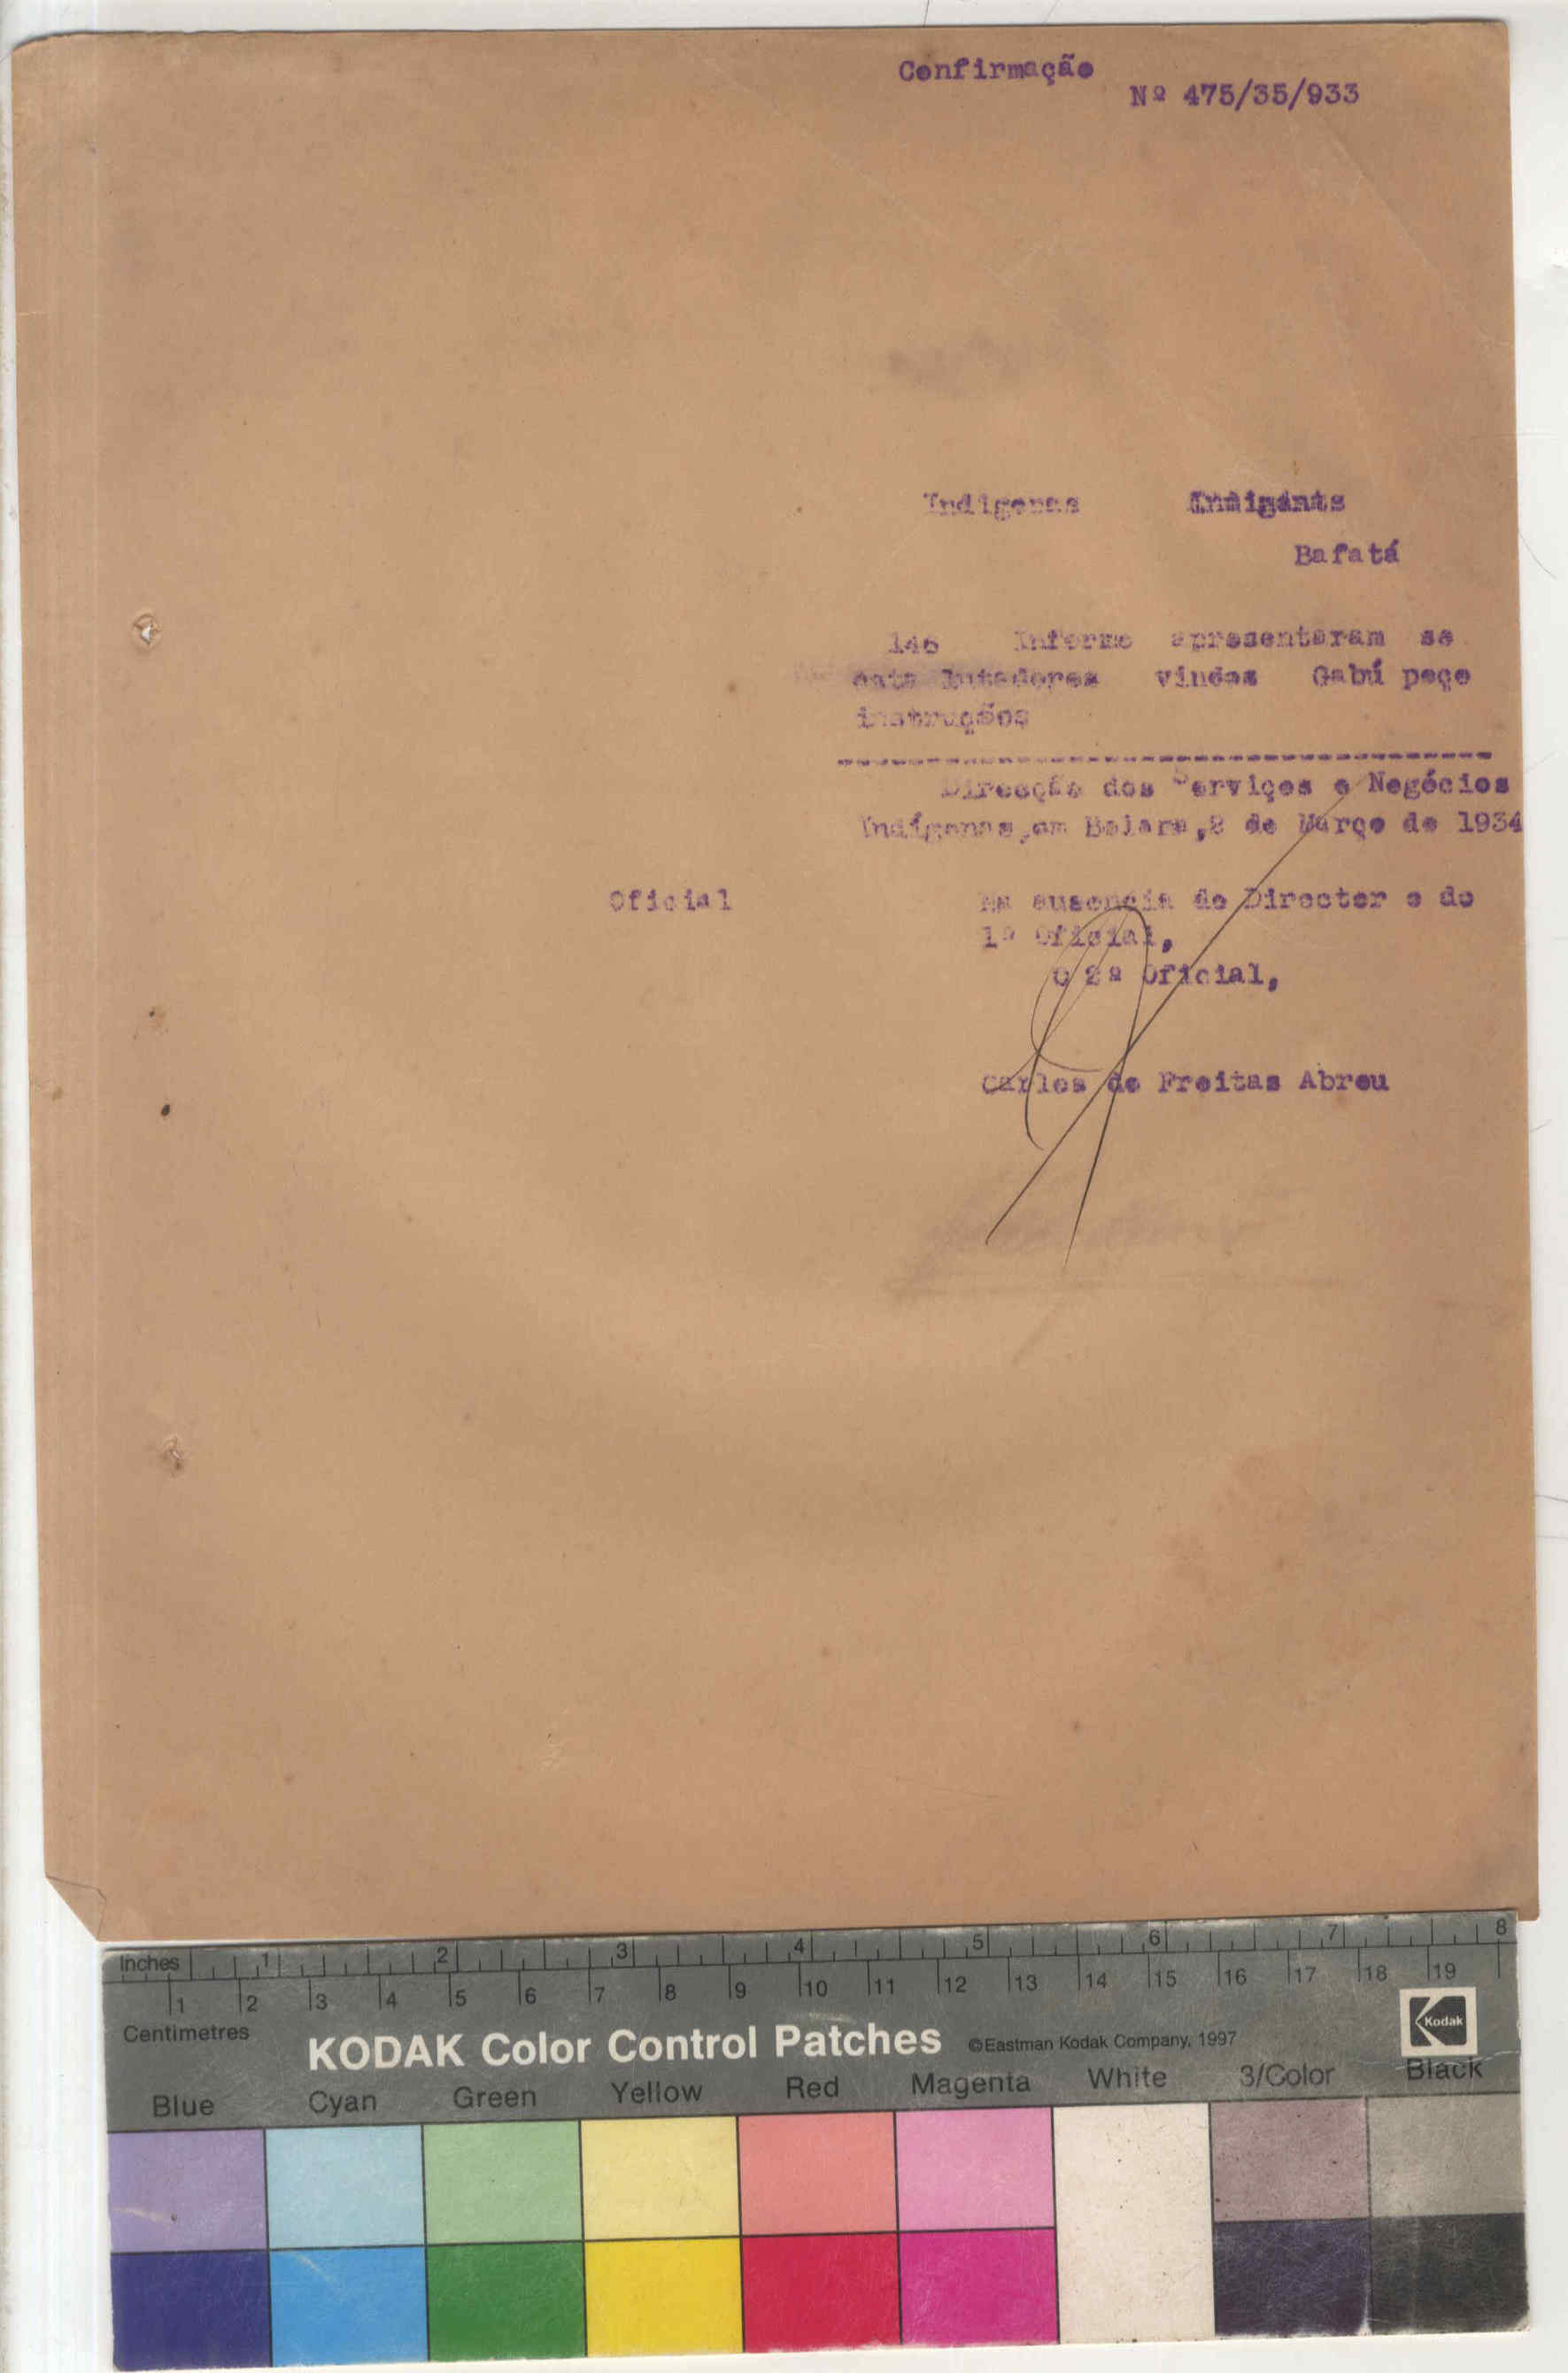 Confirmação
Nº 475/35/933
Indigenas
Bafatá
146 Informo apresentaram se
esta lutadores vindos Gabú peço
instruções
Direcção dos Serviços e Negócios
Indígenas, em Bolama, 2 de Março de 1934
Oficial
Na ausencia do Director e do
1º Oficial,
O 2º Oficial,
Carlos de Freitas Abreu
Inches 1 2 3 4 5 6 7 8
1 2 3 4 5 6 7 8 9 10 11 12 13 14 15 16 17 18 19
Centimetres
KODAK Color Control Patches ©Eastman Kodak Company, 1997 Kodak
Blue Cyan Green Yellow Red Magenta White 3/Color Black